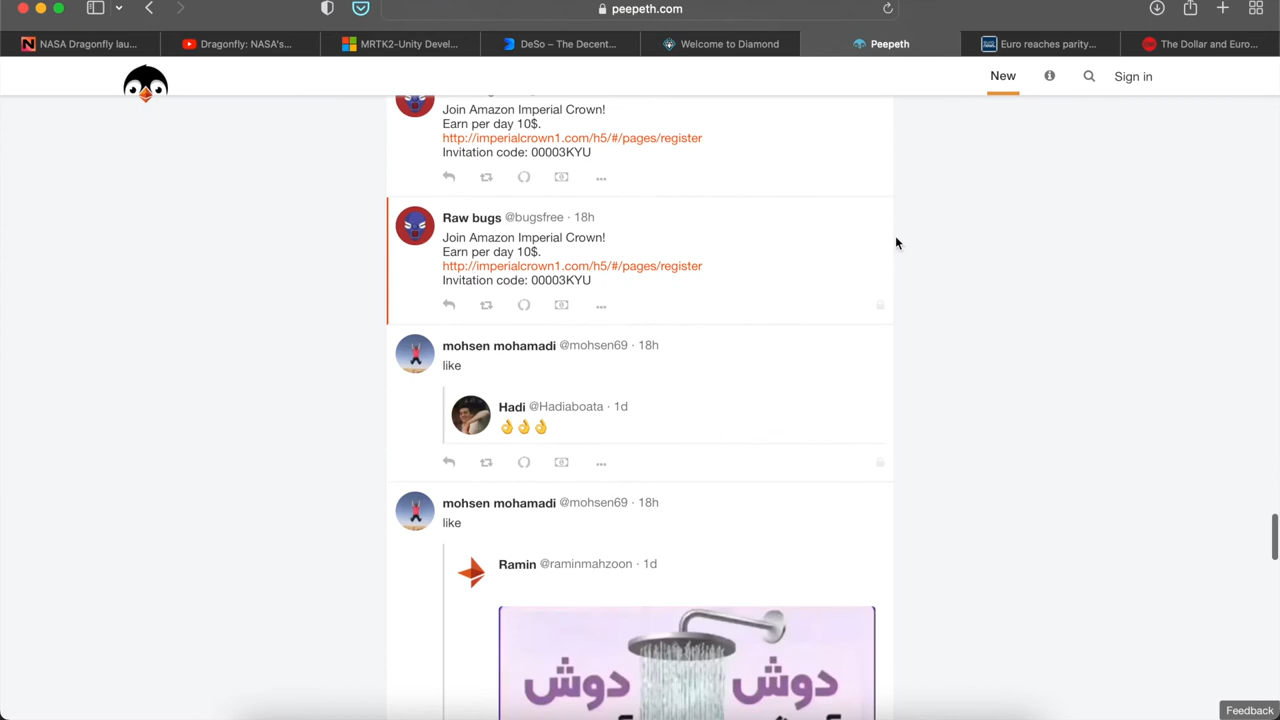 peepeth.com
NASA Dragonfly lau...
Dragonfly: NASA's...
MRTK2-Unity Devel...
DeSo – The Decent...
Welcome to Diamond
Peepeth
Euro reaches parity...
The Dollar and Euro...
New
Sign in
Join Amazon Imperial Crown!
Earn per day 10$.
http://imperialcrown1.com/h5/#/pages/register
Invitation code: 00003KYU
Raw bugs @bugsfree · 18h
Join Amazon Imperial Crown!
Earn per day 10$.
http://imperialcrown1.com/h5/#/pages/register
Invitation code: 00003KYU
mohsen mohamadi @mohsen69 · 18h
like
Hadi @Hadiaboata · 1d
👌👌👌
mohsen mohamadi @mohsen69 · 18h
like
Ramin @raminmahzoon · 1d
دوش دوش
Feedback